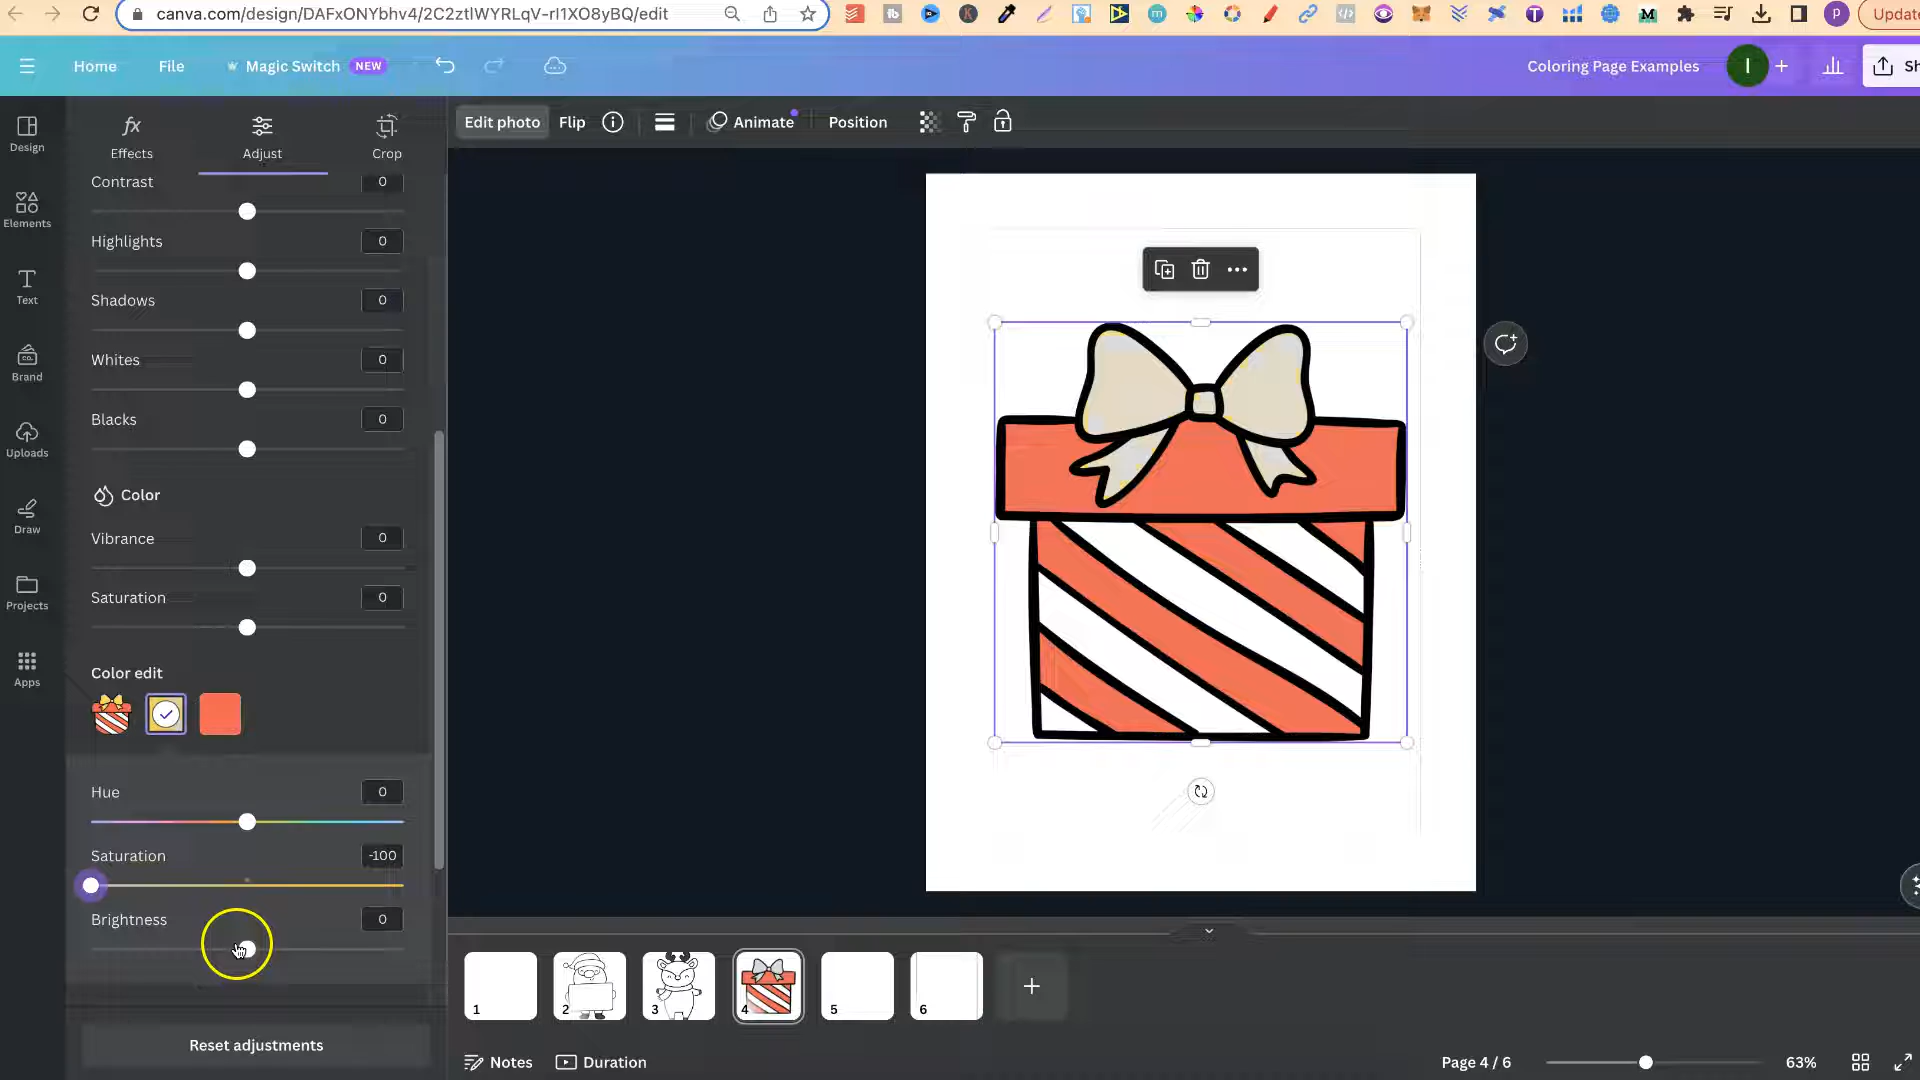 canva.com/design/DAFxONYbhv4/2C2ztlWYRLqV-rI1XO8yBQ/edit
Update
Home
File
Magic Switch
NEW
Coloring Page Examples
I
Sh
Design
Elements
Text
Brand
Uploads
Draw
Projects
Apps
Effects
Adjust
Crop
Edit photo
Flip
Animate
Position
Contrast 0
Highlights 0
Shadows 0
Whites 0
Blacks 0
Color
Vibrance 0
Saturation 0
Color edit
Hue 0
Saturation -100
Brightness 0
Reset adjustments
1
2
3
4
5
6
Notes
Duration
Page 4 / 6
63%